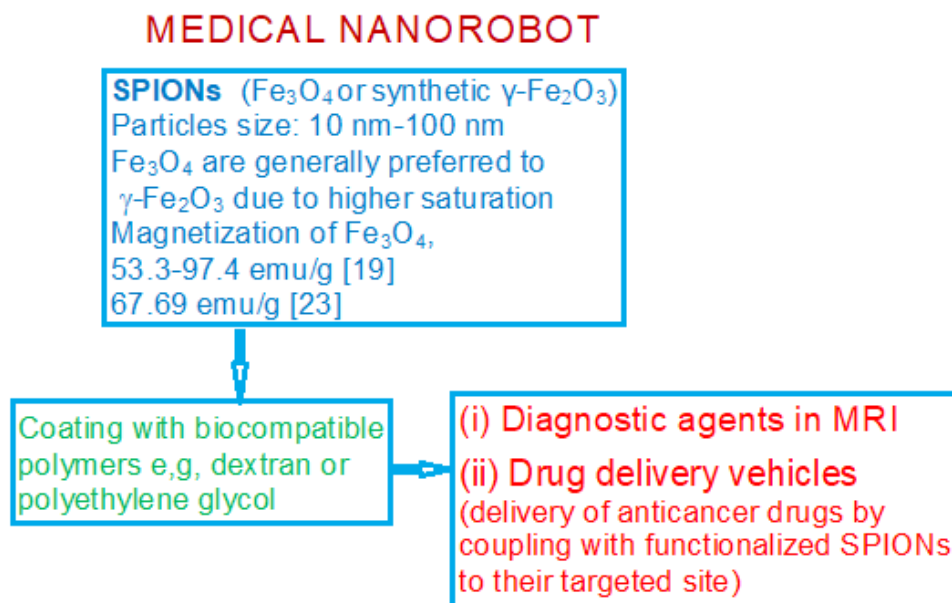 MEDICAL NANOROBOT
SPIONs (Fe₃O₄ or synthetic γ-Fe₂O₃)
Particles size: 10 nm-100 nm
Fe₃O₄ are generally preferred to
γ-Fe₂O₃ due to higher saturation
Magnetization of Fe₃O₄,
53.3-97.4 emu/g [19]
67.69 emu/g [23]
Coating with biocompatible
polymers e,g, dextran or
polyethylene glycol
(i) Diagnostic agents in MRI
(ii) Drug delivery vehicles
(delivery of anticancer drugs by
coupling with functionalized SPIONs
to their targeted site)